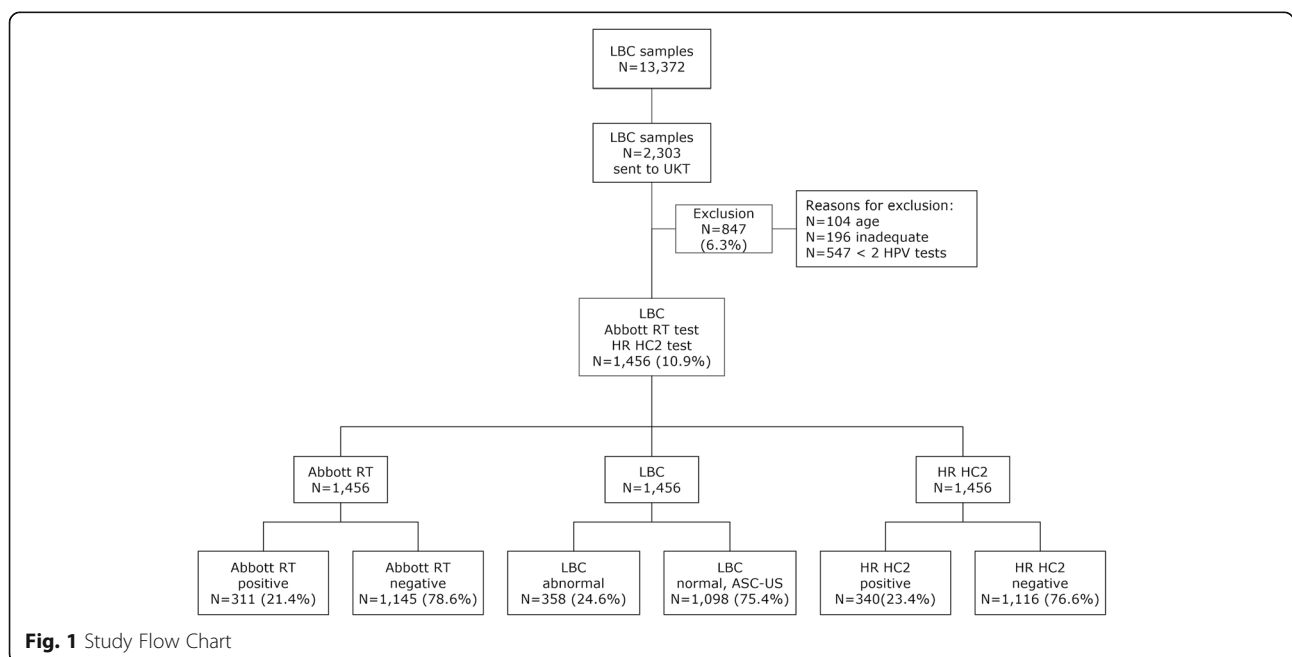 LBC samples
N=13,372
LBC samples
N=2,303
sent to UKT
Exclusion
N=847
(6.3%)
Reasons for exclusion:
N=104 age
N=196 inadequate
N=547 < 2 HPV tests
LBC
Abbott RT test
HR HC2 test
N=1,456 (10.9%)
Abbott RT
N=1,456
LBC
N=1,456
HR HC2
N=1,456
Abbott RT
positive
N=311 (21.4%)
Abbott RT
negative
N=1,145 (78.6%)
LBC
abnormal
N=358 (24.6%)
LBC
normal, ASC-US
N=1,098 (75.4%)
HR HC2
positive
N=340(23.4%)
HR HC2
negative
N=1,116 (76.6%)
Fig. 1 Study Flow Chart